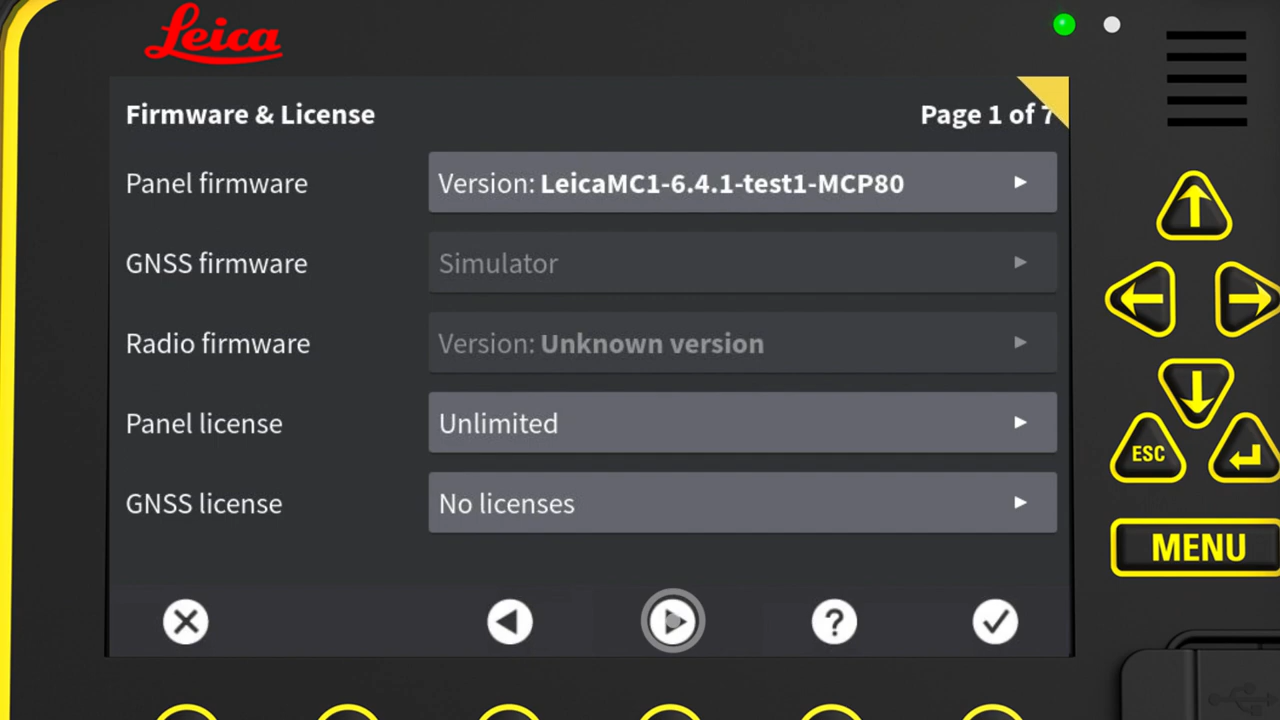 Leica
Firmware & License
Page 1 of 7
Panel firmware
Version: LeicaMC1-6.4.1-test1-MCP80
GNSS firmware
Simulator
Radio firmware
Version: Unknown version
Panel license
Unlimited
GNSS license
No licenses
?
ESC
MENU